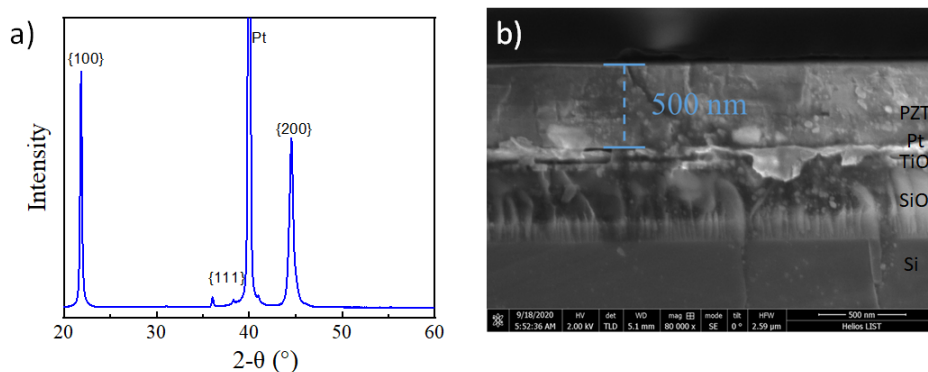 a)
{100}
Pt
{200}
{111}
Intensity
20
30
40
50
60
2-θ (°)
b)
500 nm
PZT
Pt
TiO
SiO
Si
9/18/2020
5:52:36 AM
HV
2.00 kV
det
TLD
WD
5.1 mm
mag
80 000 x
mode
SE
tilt
0 °
HFW
2.59 µm
500 nm
Helios LIST